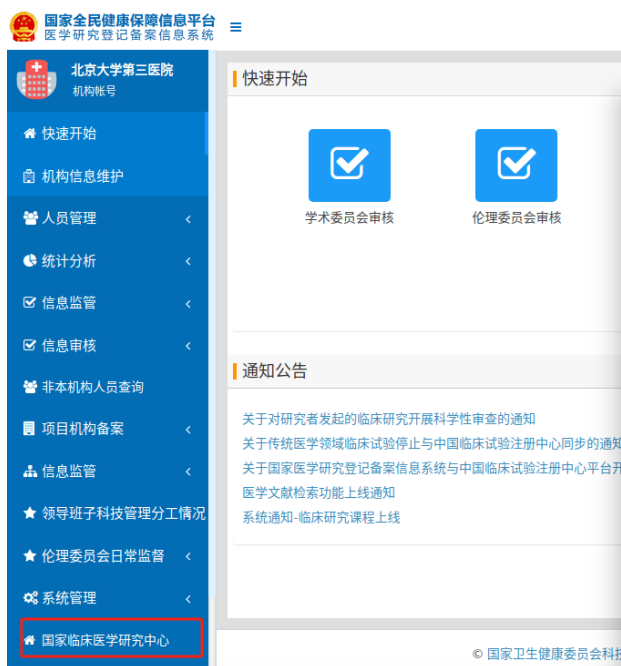 国家全民健康保障信息平台
医学研究登记备案信息系统
北京大学第三医院
机构帐号
快速开始
机构信息维护
人员管理
统计分析
信息监管
信息审核
非本机构人员查询
项目机构备案
信息监管
领导班子科技管理分工情况
伦理委员会日常监督
系统管理
国家临床医学研究中心
快速开始
学术委员会审核
伦理委员会审核
通知公告
关于对研究者发起的临床研究开展科学性审查的通知
关于传统医学领域临床试验停止与中国临床试验注册中心同步的通知
关于国家医学研究登记备案信息系统与中国临床试验注册中心平台开
医学文献检索功能上线通知
系统通知-临床研究课程上线
© 国家卫生健康委员会科技